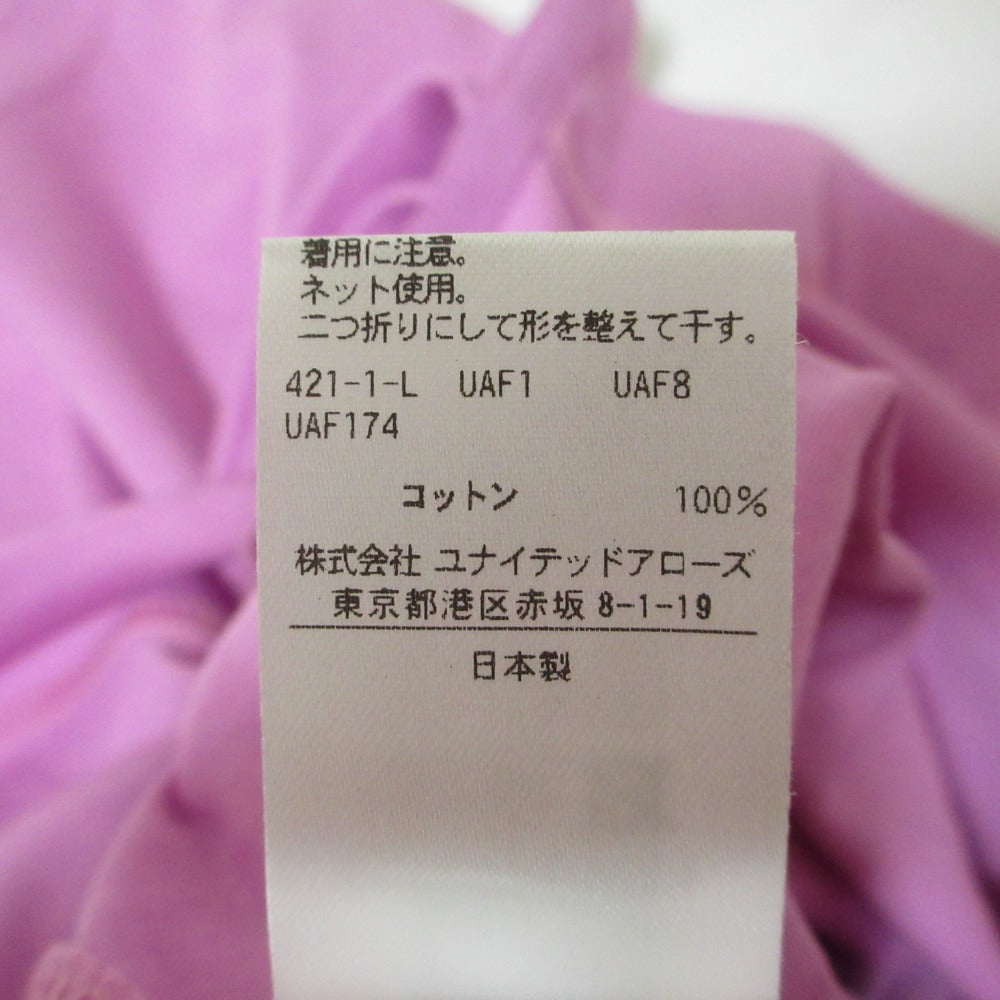 着用に注意。
ネット使用。
二つ折りにして形を整えて干す。
421-1-L UAF1 UAF8
UAF174
コットン 100%
株式会社 ユナイテッドアローズ
東京都港区赤坂 8-1-19
日本製